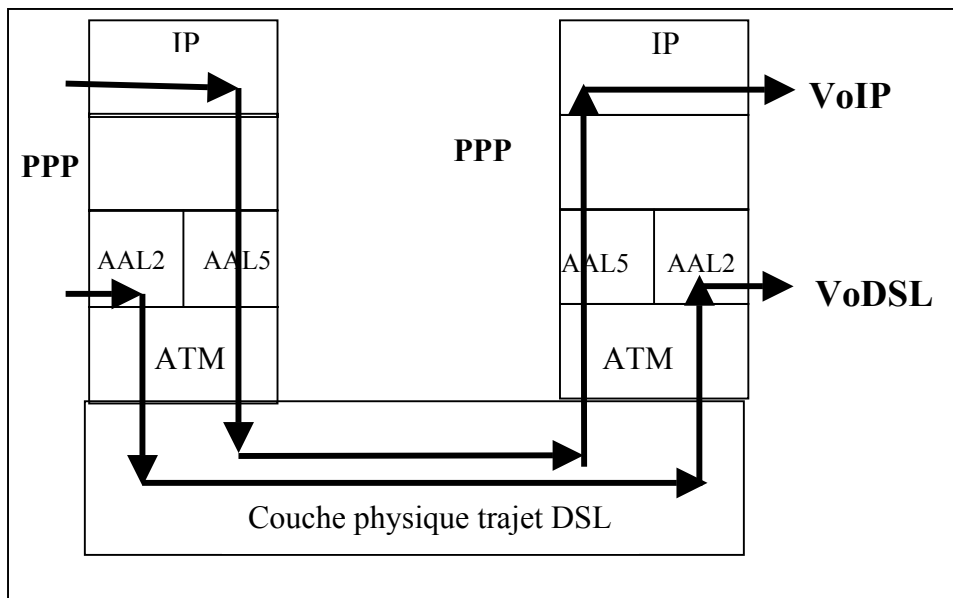 IP
IP
VoIP
PPP
PPP
AAL2
AAL5
AAL5
AAL2
VoDSL
ATM
ATM
Couche physique trajet DSL